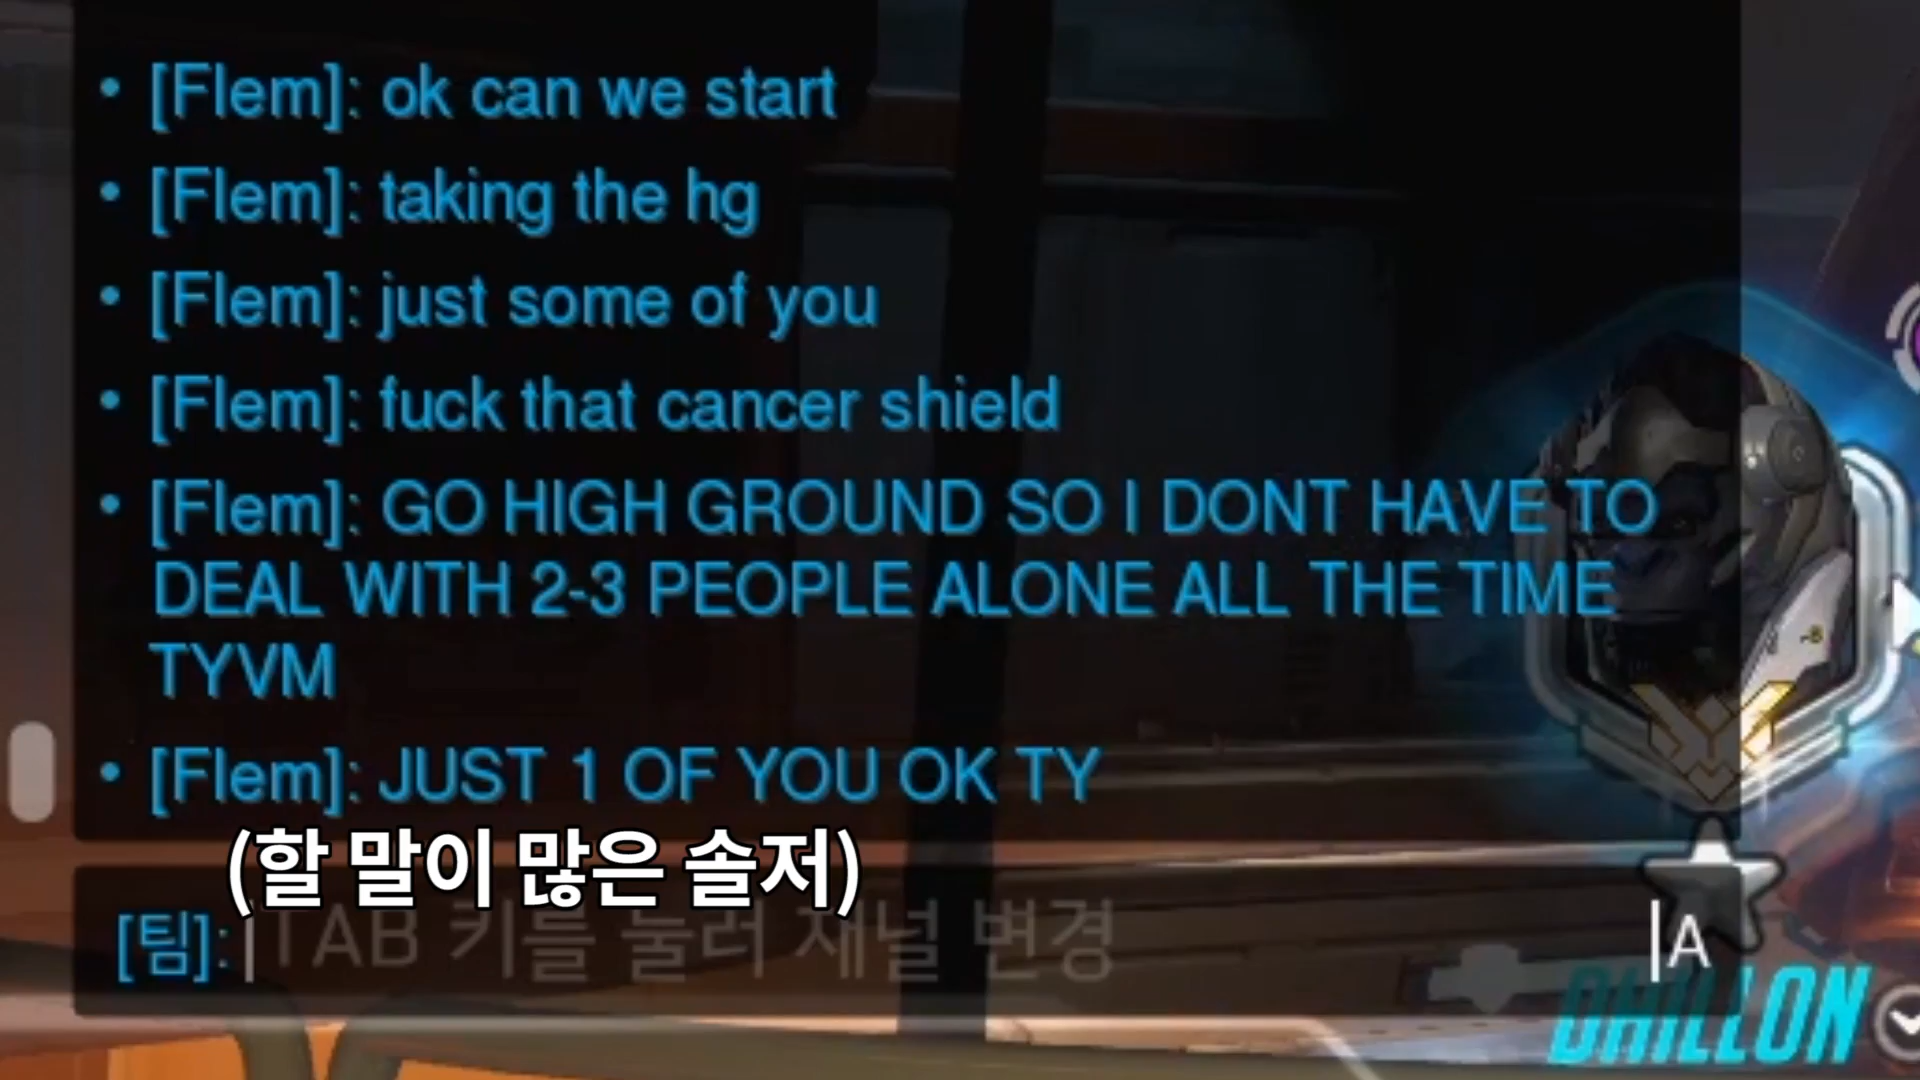 • [Flem]: ok can we start
• [Flem]: taking the hg
• [Flem]: just some of you
• [Flem]: fuck that cancer shield
• [Flem]: GO HIGH GROUND SO I DONT HAVE TO
DEAL WITH 2-3 PEOPLE ALONE ALL THE TIME
TYVM
• [Flem]: JUST 1 OF YOU OK TY
(할 말이 많은 솔저)
[팀]: TAB 키를 눌러 채널 변경
A
DHILLON